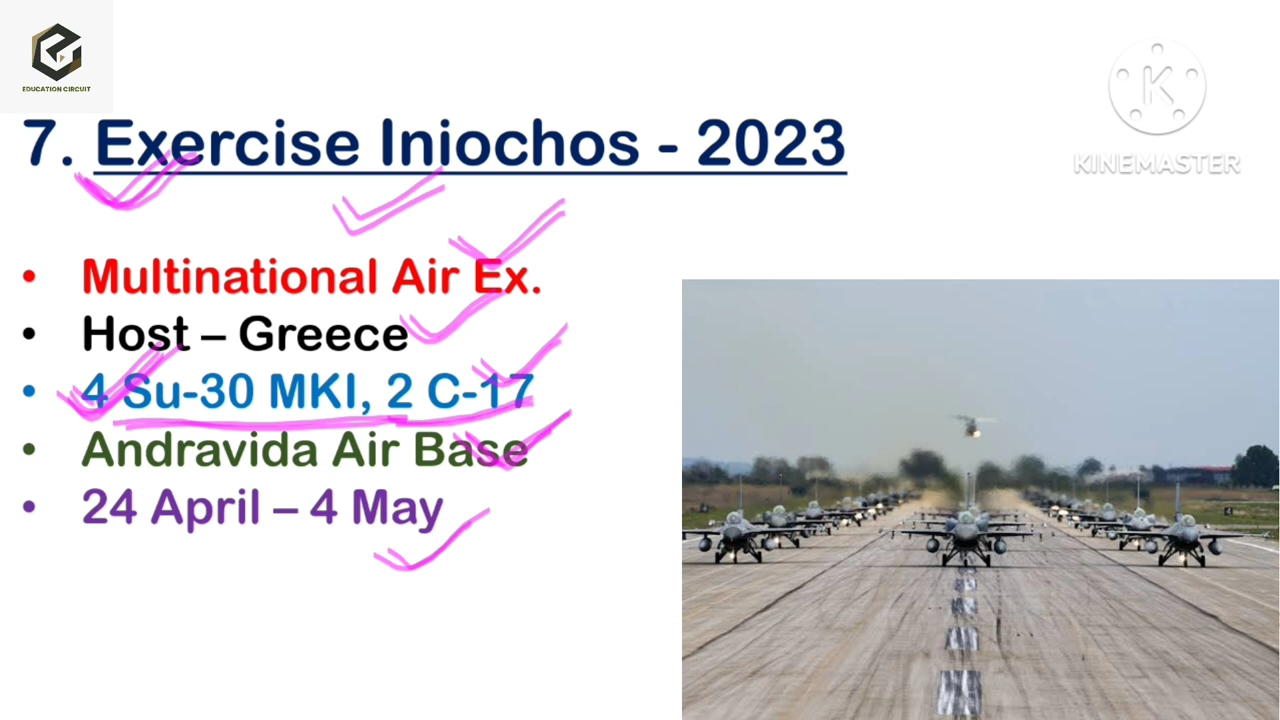 EDUCATION CIRCUIT
KINEMASTER
7. Exercise Iniochos - 2023
• Multinational Air Ex.
• Host – Greece
• 4 Su-30 MKI, 2 C-17
• Andravida Air Base
• 24 April – 4 May